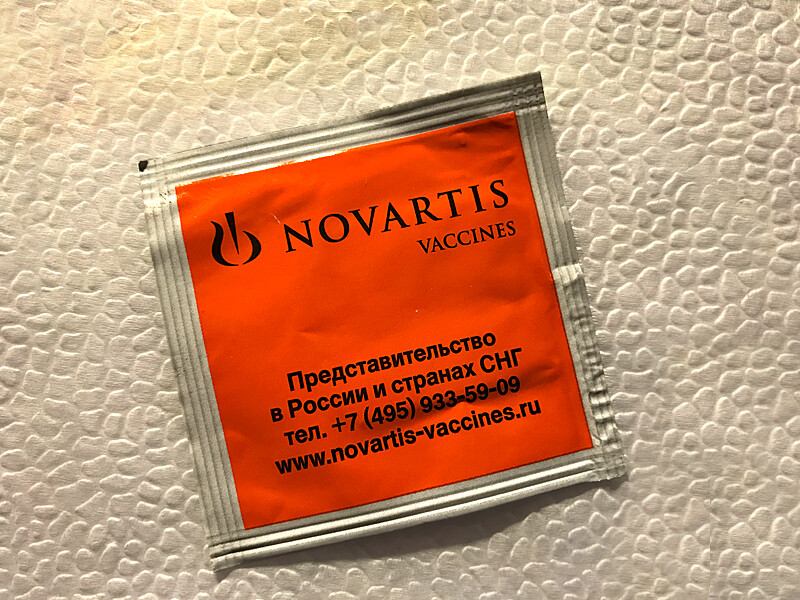 NOVARTIS
VACCINES
Представительство
в России и странах СНГ
тел. +7 (495) 933-59-09
www.novartis-vaccines.ru